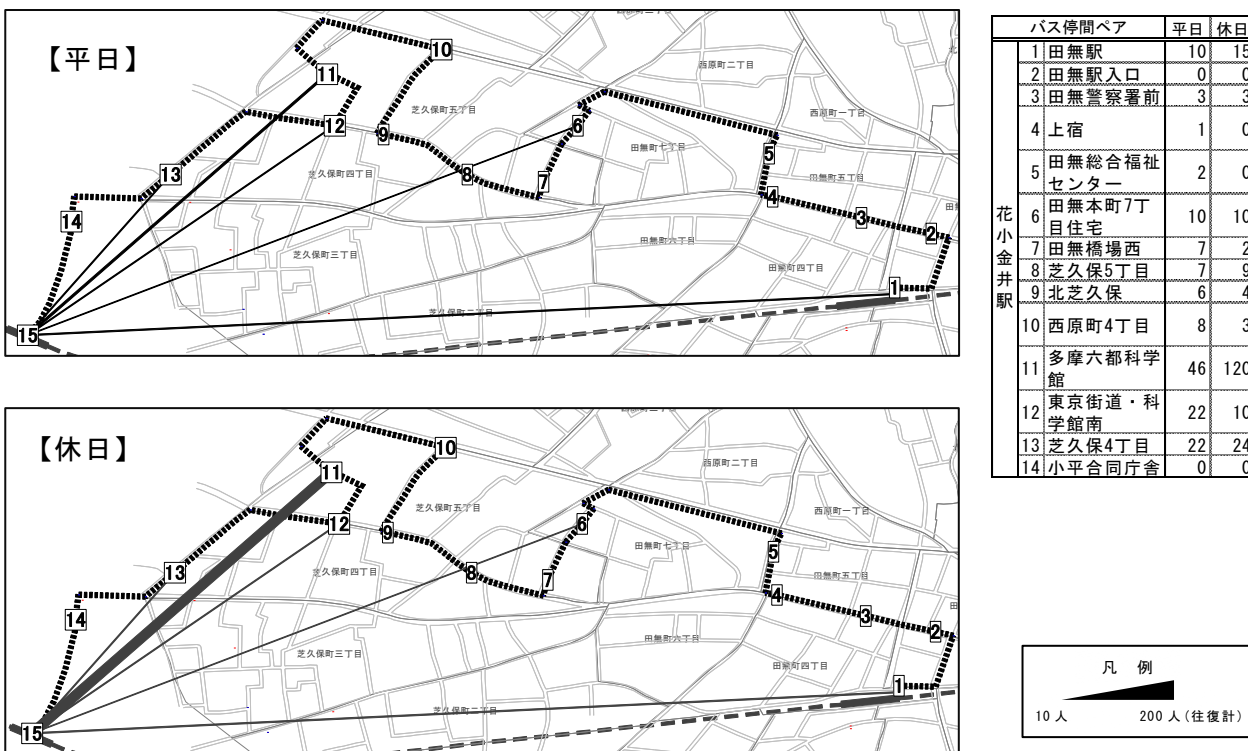 【平日】
西原町二丁目
10
11
西原町一丁目
芝久保町五丁目
12
9
6
田無町七丁目
5
8
13
芝久保町四丁目
7
田無町五丁目
4
3
2
14
田無町六丁目
芝久保町三丁目
田無町四丁目
1
芝久保町二丁目
15
【休日】
西原町二丁目
10
11
西原町一丁目
芝久保町五丁目
12
9
6
田無町七丁目
5
8
13
芝久保町四丁目
7
田無町五丁目
4
3
2
14
田無町六丁目
芝久保町三丁目
田無町四丁目
1
芝久保町二丁目
15
バス停間ペア 平日 休日
花小金井駅
1 田無駅 10 15
2 田無駅入口 0 0
3 田無警察署前 3 3
4 上宿 1 0
5 田無総合福祉
センター 2 0
6 田無本町7丁
目住宅 10 10
7 田無橋場西 7 2
8 芝久保5丁目 7 9
9 北芝久保 6 4
10 西原町4丁目 8 3
11 多摩六都科学
館 46 120
12 東京街道・科
学館南 22 10
13 芝久保4丁目 22 24
14 小平合同庁舎 0 0
凡 例
10 人 200 人(往復計)